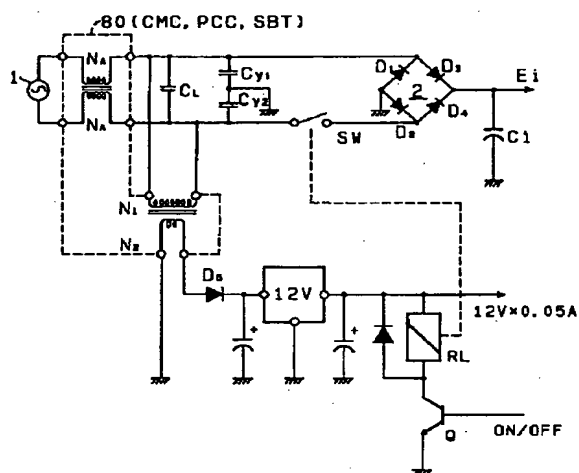 80(CMC, PCC, SBT)
NA
1
NA
CL
Cy1
Cy2
D1
D3
2
D2
D4
Ei
SW
C1
N1
N2
D5
12V
+
+
12V×0.05A
RL
Q
ON/OFF